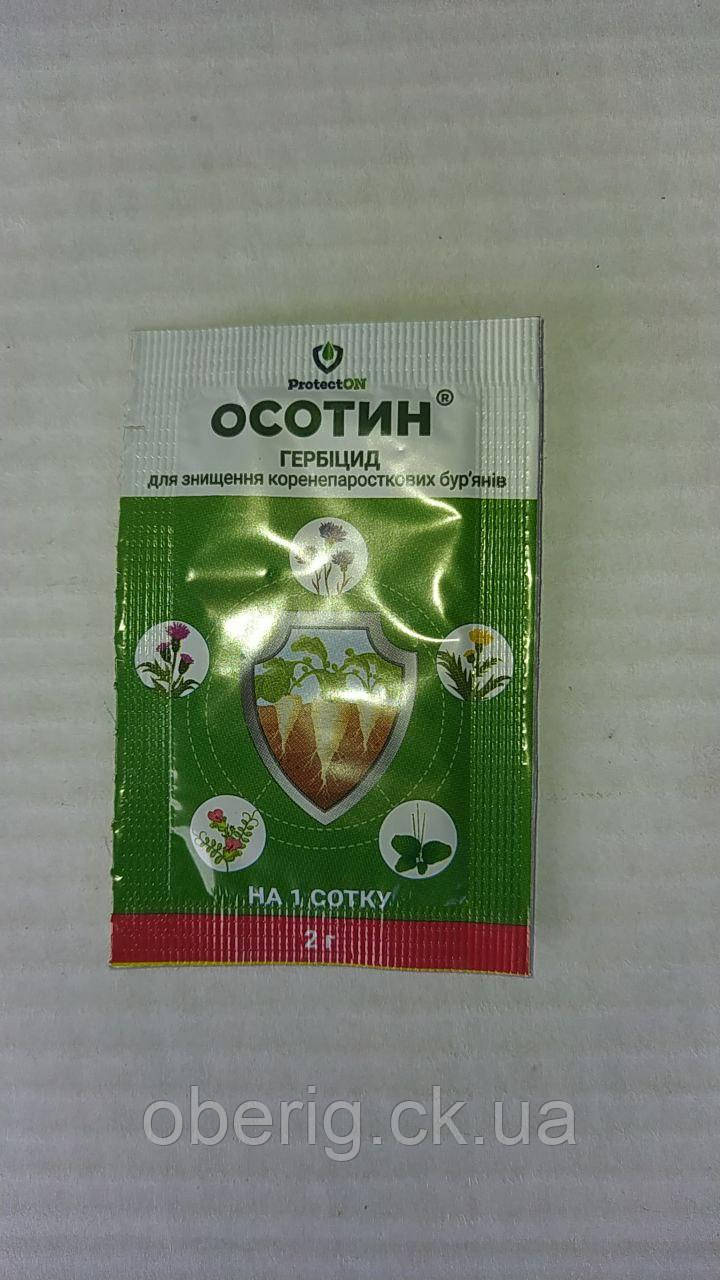 ProtectON
ОСОТИН®
ГЕРБІЦИД
для знищення коренепаросткових бур'янів
НА 1 СОТКУ
2 г
oberig.ck.ua